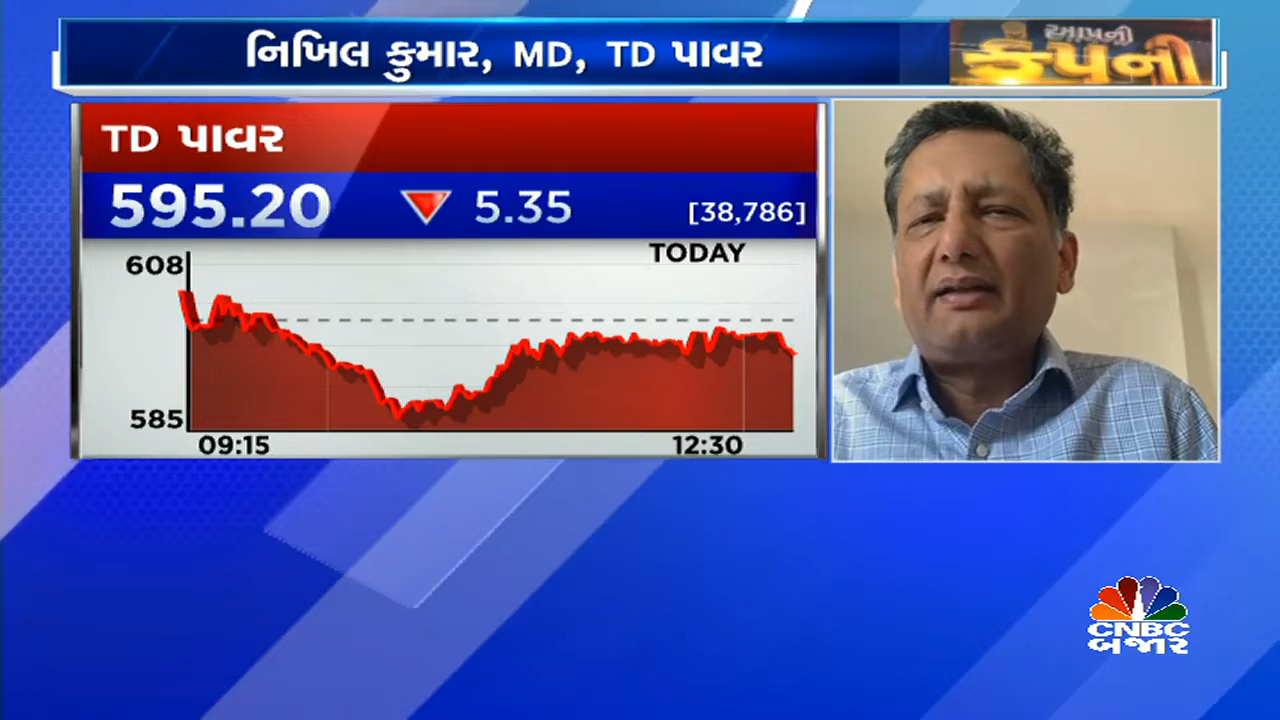 નિખિલ કુમાર, MD, TD પાવર
આપની
કંપની
TD પાવર
595.20 5.35 [38,786]
TODAY
608
585
09:15 12:30
CNBC
બજાર